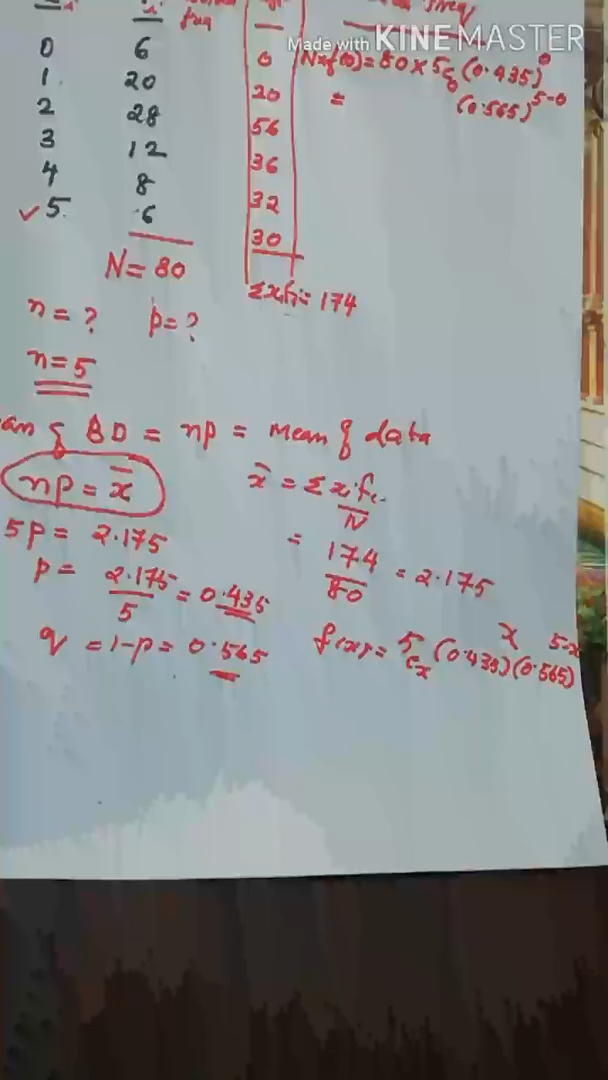 Made with KINEMASTER
freq
0 6 0 N×f(0) = 80 × 5c0 (0.435)^0
1. 20 20 = (0.565)^5-0
2 28 56
3 12 36
4 8 32
✓ 5. 6 30
N = 80 Σxifi = 174
n = ? p = ?
n = 5
BD = np = mean of data
np = x̄ x̄ = Σxifi / N
5p = 2.175 = 174 / 80 = 2.175
p = 2.175 / 5 = 0.435
q = 1-p = 0.565 f(x) = 5cx (0.435)^x (0.565)^5-x